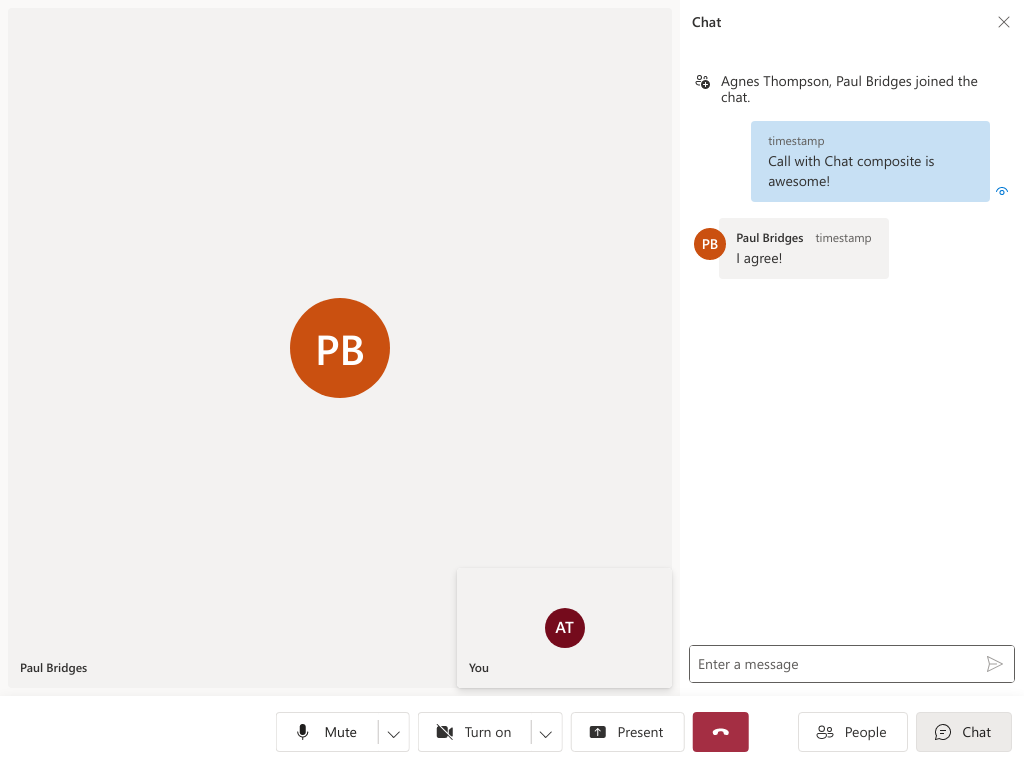 Chat
Agnes Thompson, Paul Bridges joined the
chat.
timestamp
Call with Chat composite is
awesome!
PB
Paul Bridges timestamp
I agree!
PB
AT
Paul Bridges
You
Enter a message
Mute
Turn on
Present
People
Chat